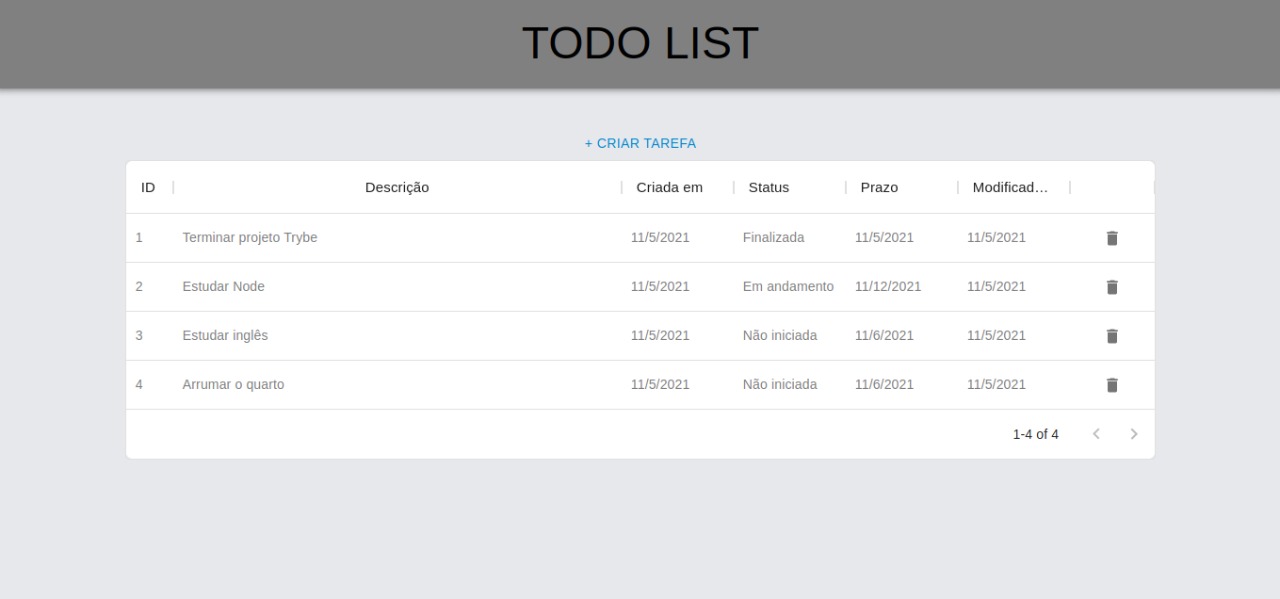 TODO LIST
+ CRIAR TAREFA
ID Descrição Criada em Status Prazo Modificad…
1 Terminar projeto Trybe 11/5/2021 Finalizada 11/5/2021 11/5/2021
2 Estudar Node 11/5/2021 Em andamento 11/12/2021 11/5/2021
3 Estudar inglês 11/5/2021 Não iniciada 11/6/2021 11/5/2021
4 Arrumar o quarto 11/5/2021 Não iniciada 11/6/2021 11/5/2021
1-4 of 4